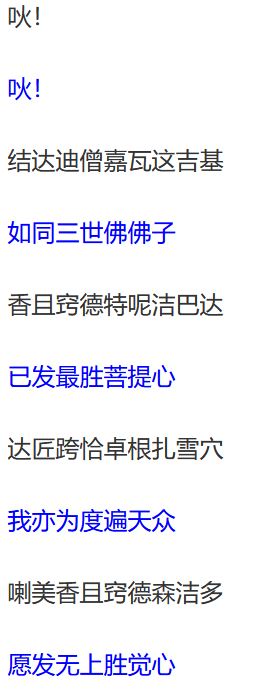 吙！
吙！
结达迪僧嘉瓦这吉基
如同三世佛佛子
香且窍德特呢洁巴达
已发最胜菩提心
达匠跨恰卓根扎雪穴
我亦为度遍天众
喇美香且窍德森洁多
愿发无上胜觉心